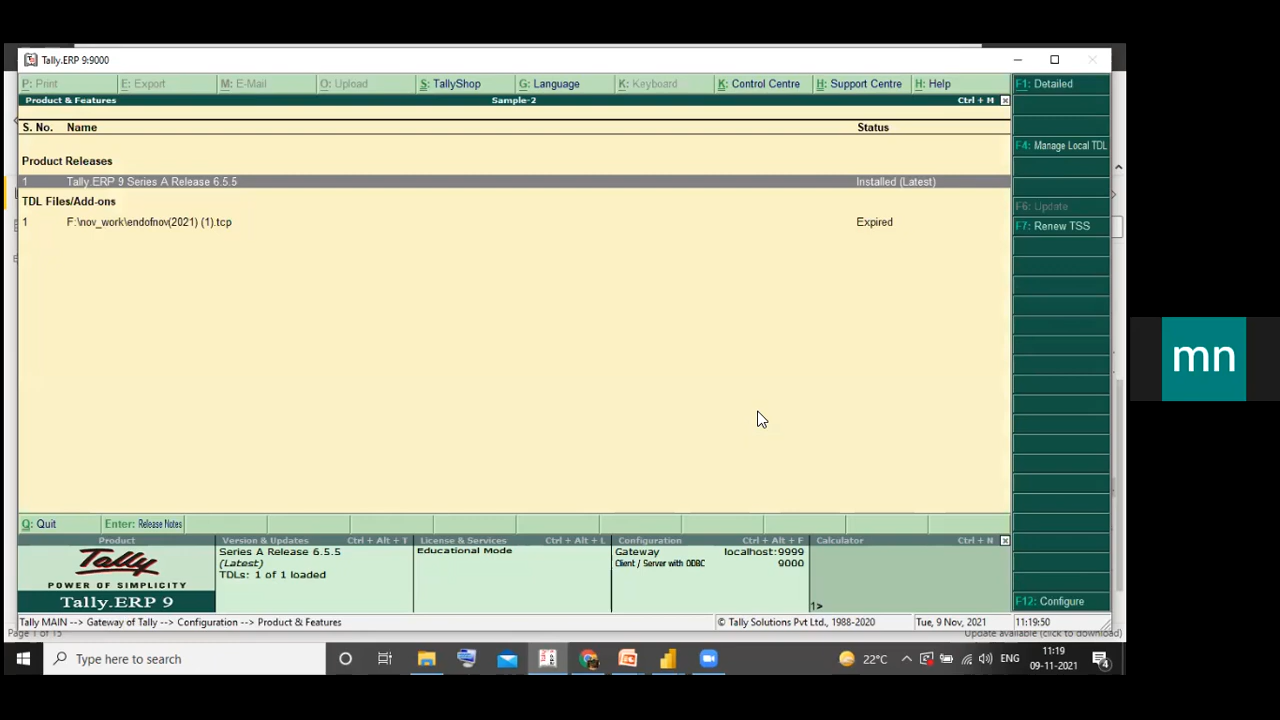 Tally.ERP 9:9000
P: Print E: Export M: E-Mail O: Upload S: TallyShop G: Language K: Keyboard K: Control Centre H: Support Centre H: Help F1: Detailed
Product & Features Sample-2 Ctrl + M
S. No. Name Status
F4: Manage Local TDL
Product Releases
1 Tally.ERP 9 Series A Release 6.5.5 Installed (Latest)
TDL Files/Add-ons
F6: Update
1 F:\nov_work\endofnov(2021) (1).tcp Expired
F7: Renew TSS
mn
Q: Quit Enter: Release Notes
Product Version & Updates Ctrl + Alt + T License & Services Ctrl + Alt + L Configuration Ctrl + Alt + F Calculator Ctrl + N
Tally
POWER OF SIMPLICITY
Tally.ERP 9
Series A Release 6.5.5
(Latest)
TDLs: 1 of 1 loaded
Educational Mode
Gateway localhost:9999
Client / Server with ODBC 9000
1>
F12: Configure
Tally MAIN --> Gateway of Tally --> Configuration --> Product & Features © Tally Solutions Pvt Ltd., 1988-2020 Tue, 9 Nov, 2021 11:19:50
Page 1 of 15 Update available (click to download)
Type here to search 22°C ENG 11:19
09-11-2021
4